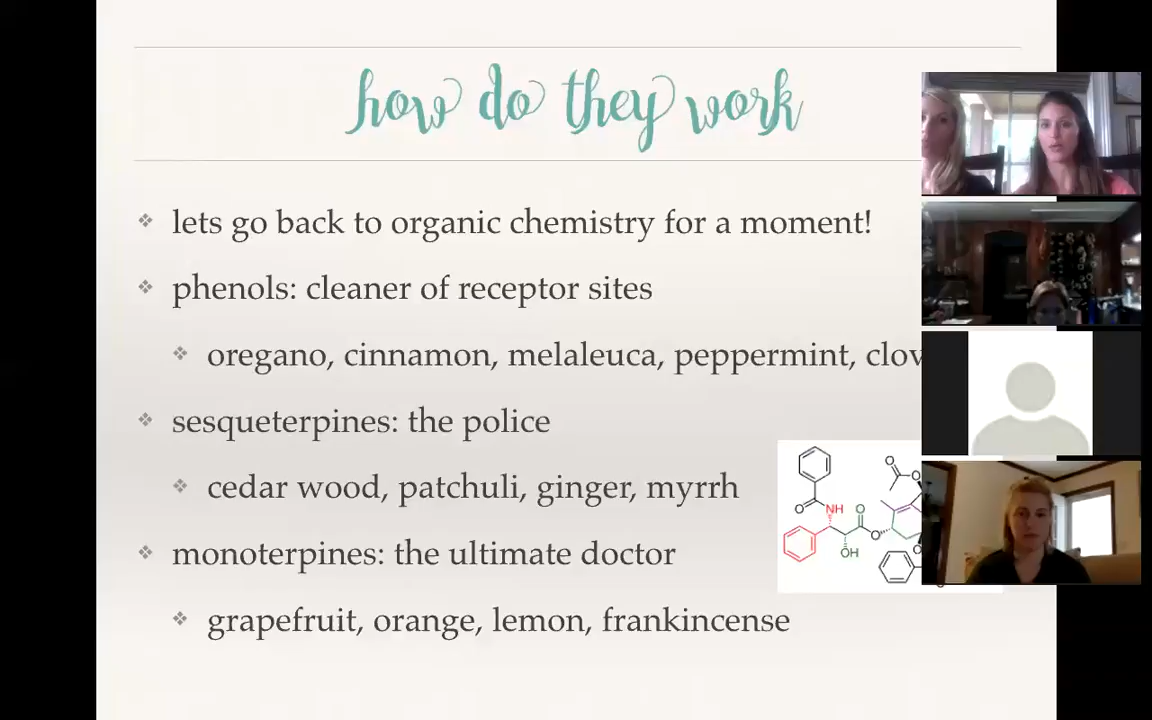 how do they work
lets go back to organic chemistry for a moment!
phenols: cleaner of receptor sites
oregano, cinnamon, melaleuca, peppermint, clov
sesqueterpines: the police
cedar wood, patchuli, ginger, myrrh
monoterpines: the ultimate doctor
grapefruit, orange, lemon, frankincense
O
O
NH
O
O
O
OH